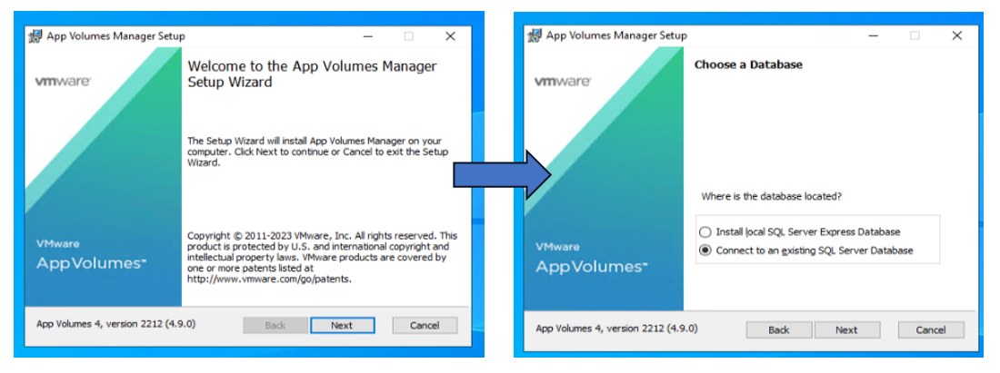 App Volumes Manager Setup
vmware
Welcome to the App Volumes Manager
Setup Wizard
The Setup Wizard will install App Volumes Manager on your
computer. Click Next to continue or Cancel to exit the Setup
Wizard.
Copyright © 2011-2023 VMware, Inc. All rights reserved. This
product is protected by U.S. and international copyright and
intellectual property laws. VMware products are covered by
one or more patents listed at
http://www.vmware.com/go/patents.
VMware
App Volumes™
App Volumes 4, version 2212 (4.9.0)
Back
Next
Cancel
App Volumes Manager Setup
vmware
Choose a Database
Where is the database located?
Install local SQL Server Express Database
Connect to an existing SQL Server Database
VMware
App Volumes™
App Volumes 4, version 2212 (4.9.0)
Back
Next
Cancel